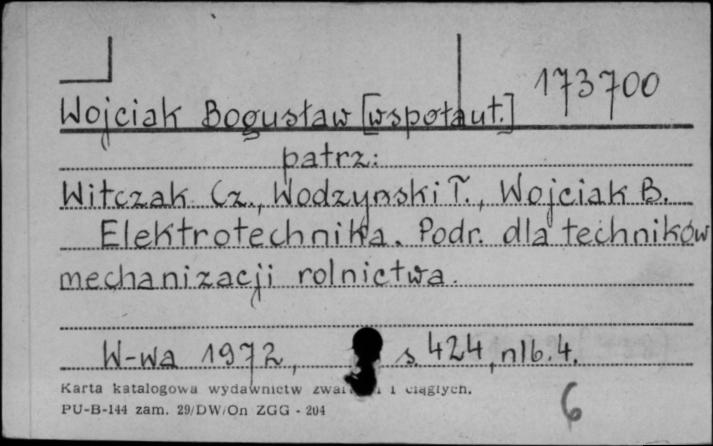 173700
Wojciak Bogusław [współaut.]
patrz:
Witczak Cz., Wodzyński T., Wojciak B.
Elektrotechnika. Podr. dla techników
mechanizacji rolnictwa.
W-wa 1972, s. 424, nlb. 4.
Karta katalogowa wydawnictw i ciągłych.
PU-B-144 zam. 29/DW/On ZGG - 204
6